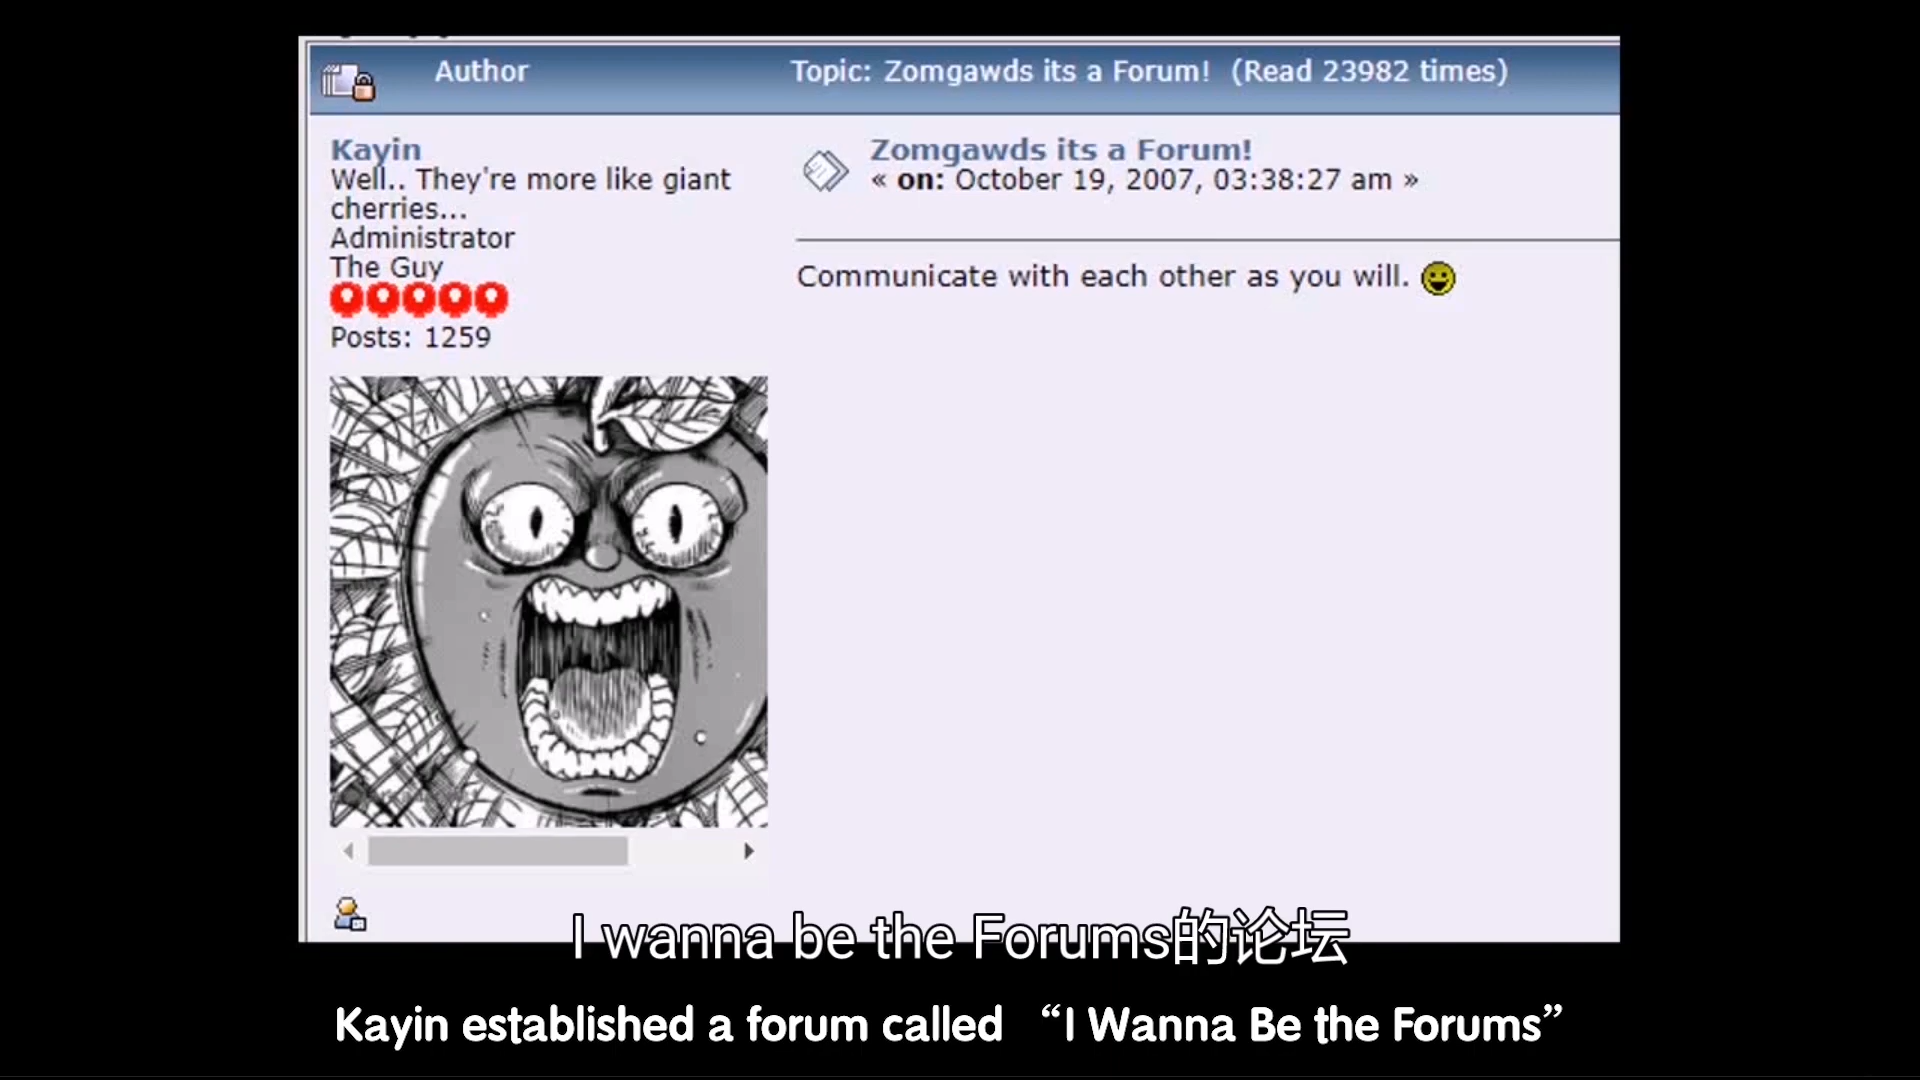 Author
Topic: Zomgawds its a Forum! (Read 23982 times)
Kayin
Well.. They're more like giant
cherries...
Administrator
The Guy
Posts: 1259
Zomgawds its a Forum!
« on: October 19, 2007, 03:38:27 am »
Communicate with each other as you will.
I wanna be the Forums的论坛
Kayin established a forum called “I Wanna Be the Forums”